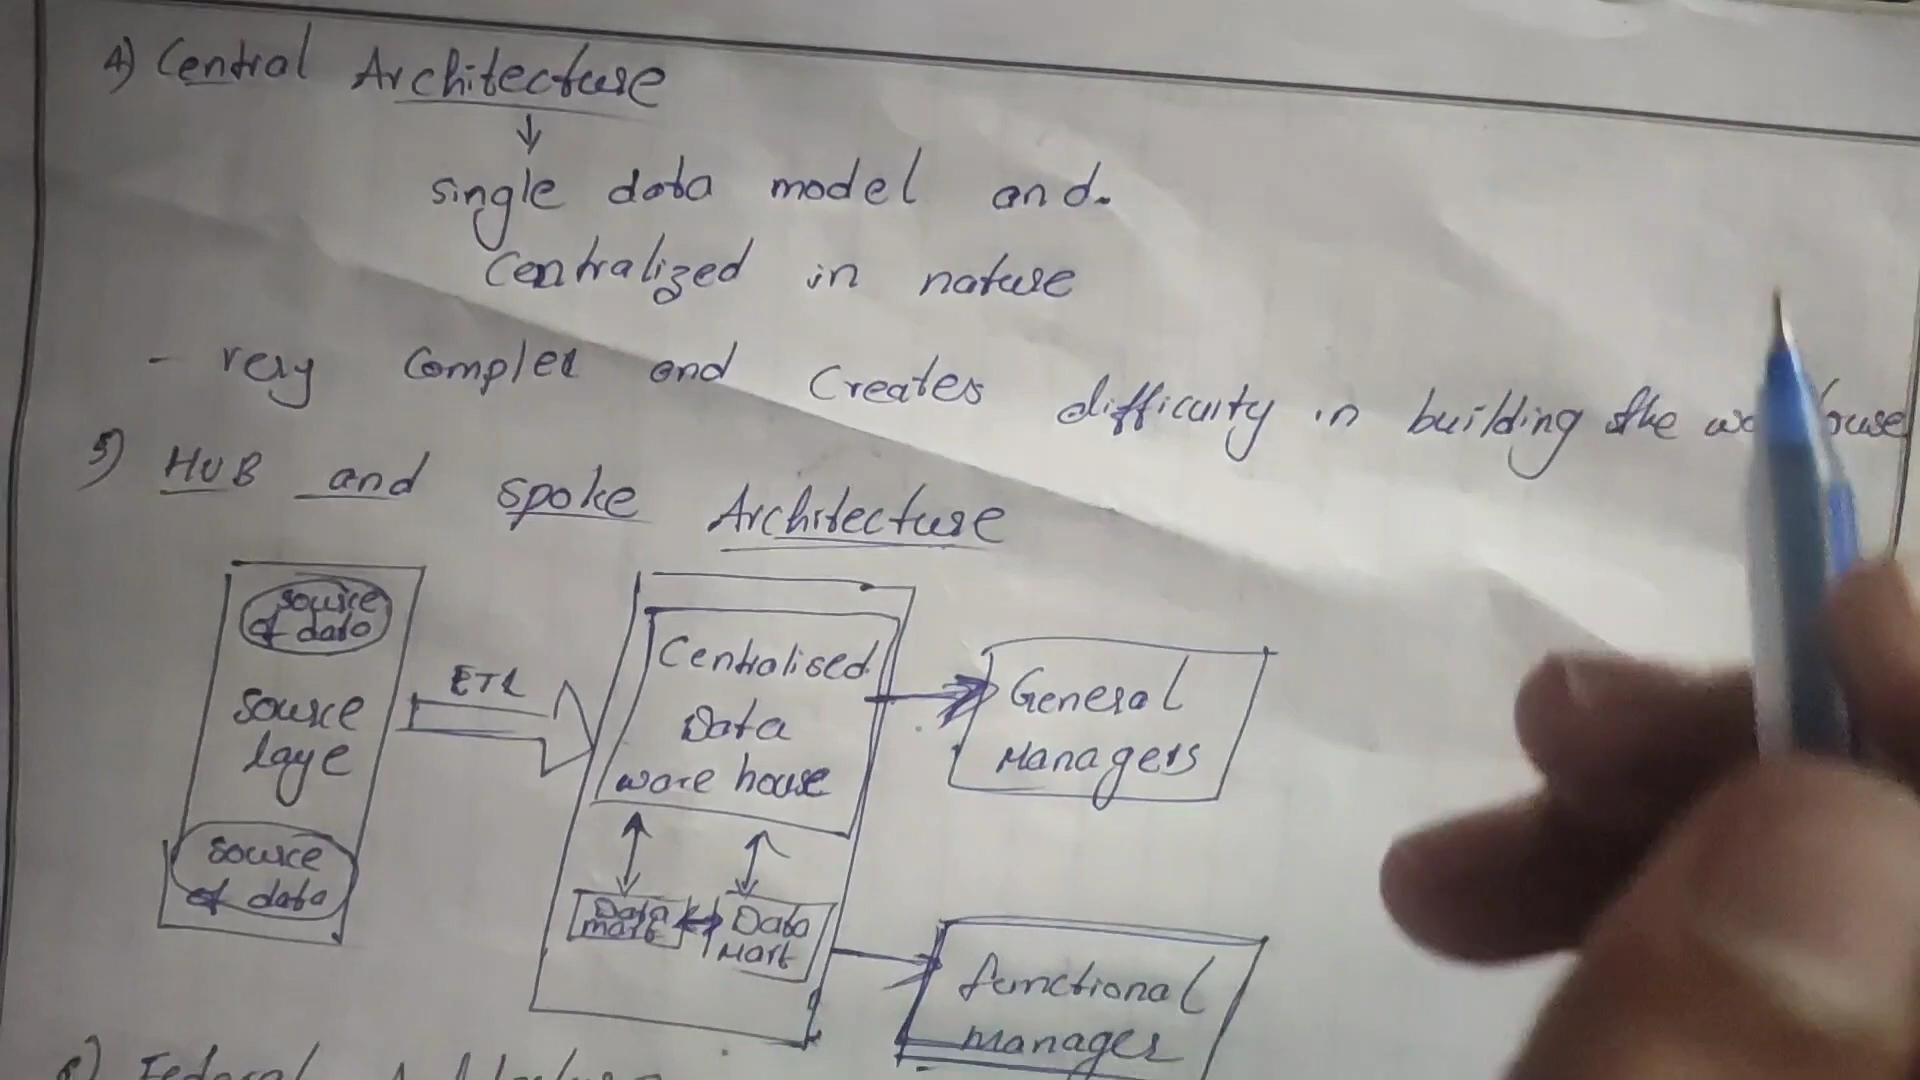 4) Central Architecture
single data model and
centralized in nature
- very complex and creates difficulty in building the
5) HUB and spoke Architecture
source
of data
source
laye
source
of data
ETL
Centralised
Data
ware house
Data
mart
Data
Mart
General
Managers
functional
manager
6) Federal